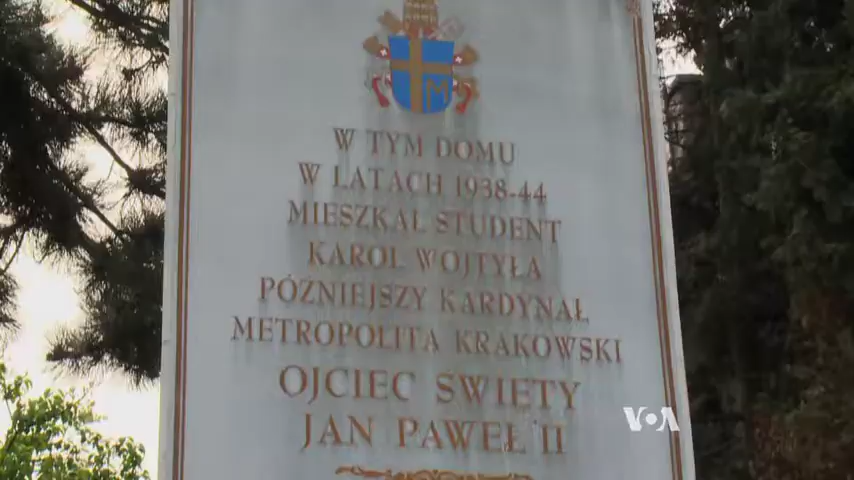 W TYM DOMU
W LATACH 1938-44
MIESZKAŁ STUDENT
KAROL WOJTYŁA
PÓŹNIEJSZY KARDYNAŁ
METROPOLITA KRAKOWSKI
OJCIEC ŚWIĘTY
JAN PAWEŁ II
VOA